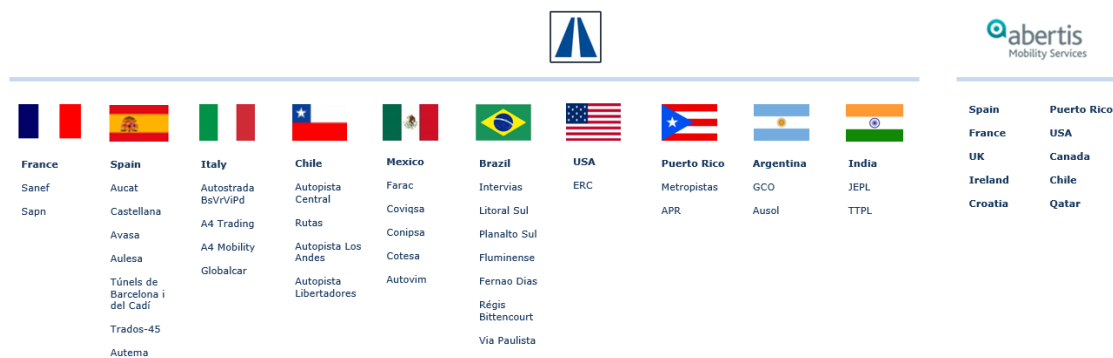 abertis
Mobility Services
France
Sanef
Sapn
Spain
Aucat
Castellana
Avasa
Aulesa
Túnels de
Barcelona i
del Cadí
Trados-45
Autema
Italy
Autostrada
BsVrViPd
A4 Trading
A4 Mobility
Globalcar
Chile
Autopista
Central
Rutas
Autopista Los
Andes
Autopista
Libertadores
Mexico
Farac
Coviqsa
Conipsa
Cotesa
Autovim
Brazil
Intervias
Litoral Sul
Planalto Sul
Fluminense
Fernao Dias
Régis
Bittencourt
Via Paulista
USA
ERC
Puerto Rico
Metropistas
APR
Argentina
GCO
Ausol
India
JEPL
TTPL
Spain
France
UK
Ireland
Croatia
Puerto Rico
USA
Canada
Chile
Qatar